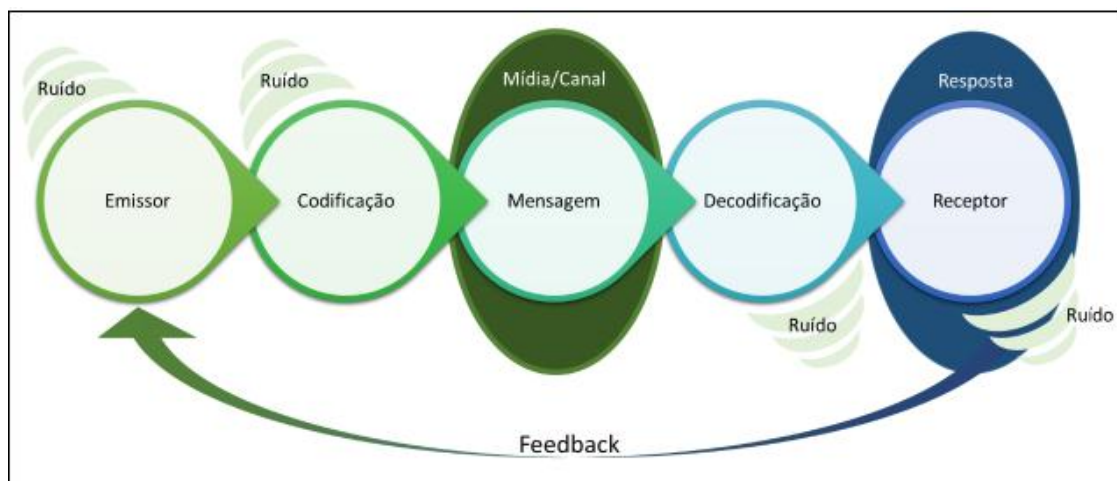 Ruído
Ruído
Mídia/Canal
Resposta
Emissor
Codificação
Mensagem
Decodificação
Receptor
Ruído
Ruído
Feedback